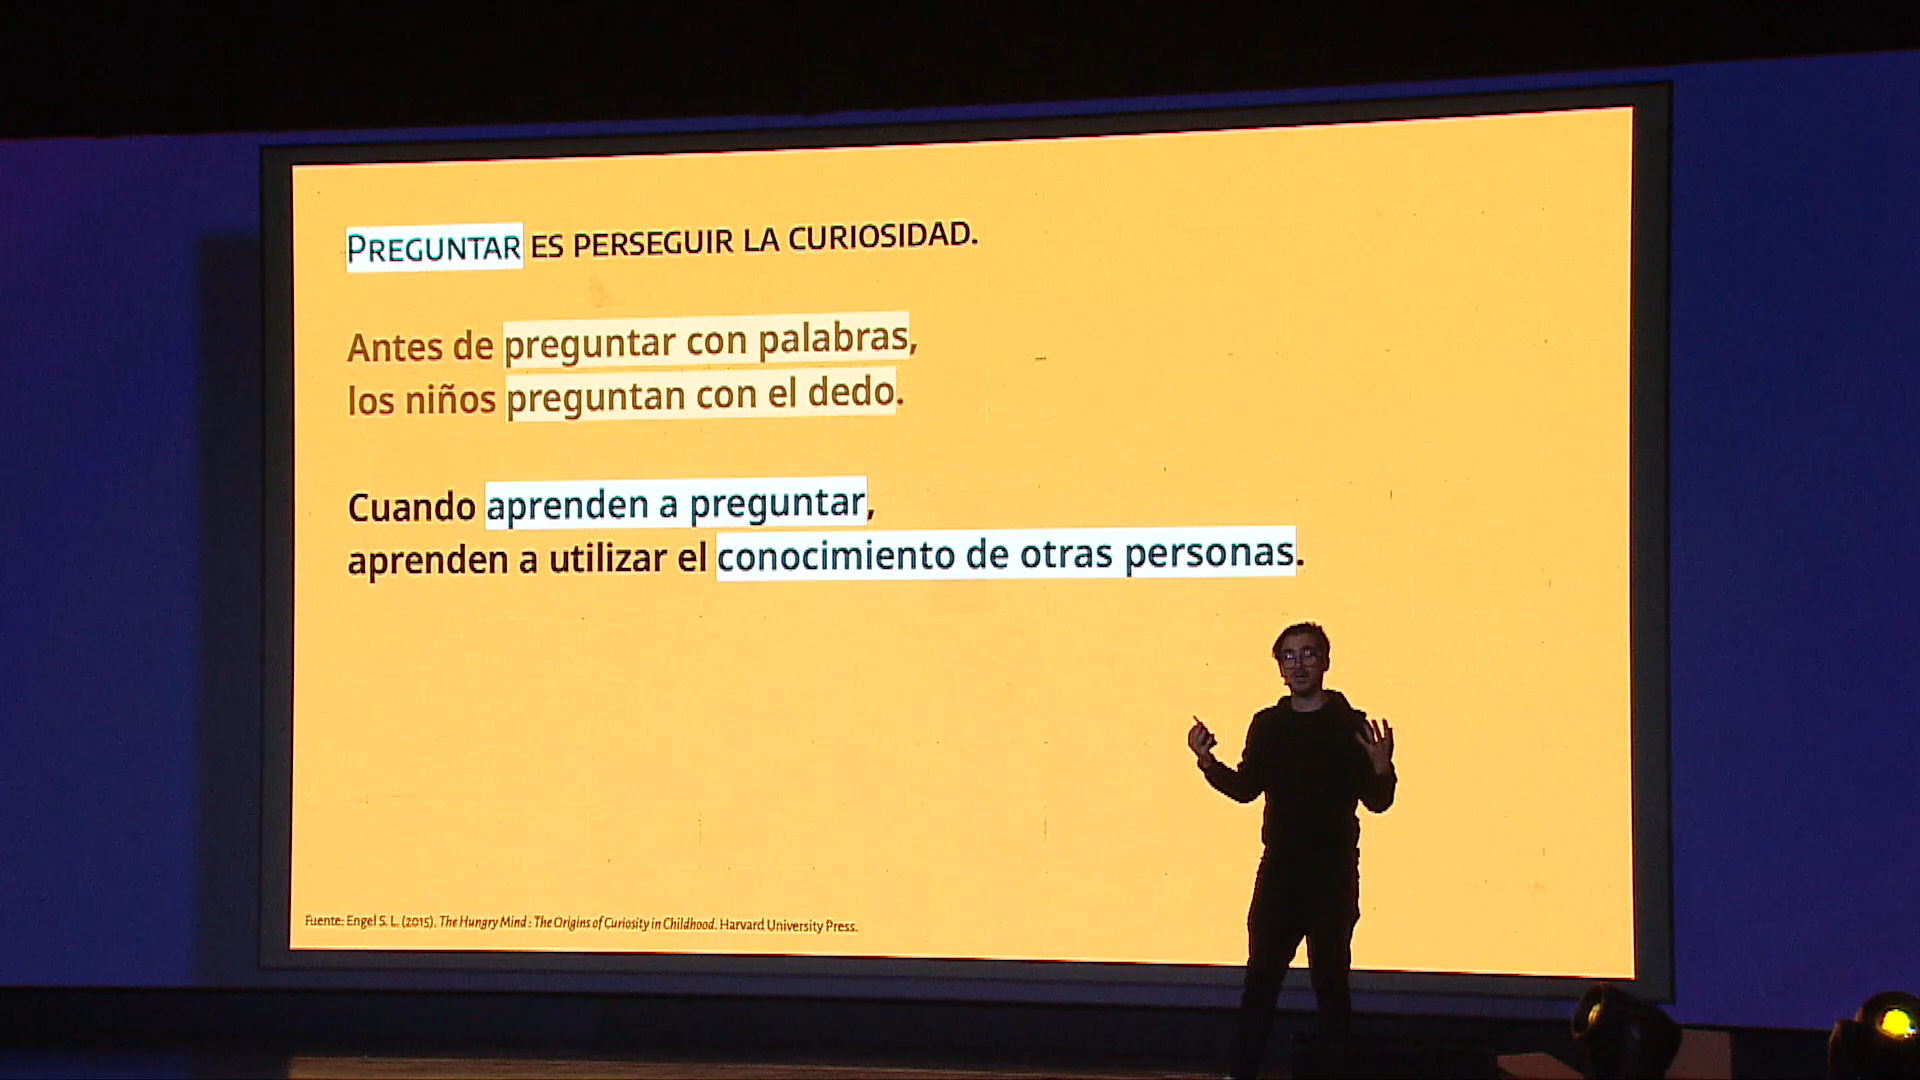 PREGUNTAR ES PERSEGUIR LA CURIOSIDAD.
Antes de preguntar con palabras,
los niños preguntan con el dedo.
Cuando aprenden a preguntar,
aprenden a utilizar el conocimiento de otras personas.
Fuente: Engel S. L. (2015). The Hungry Mind : The Origins of Curiosity in Childhood. Harvard University Press.